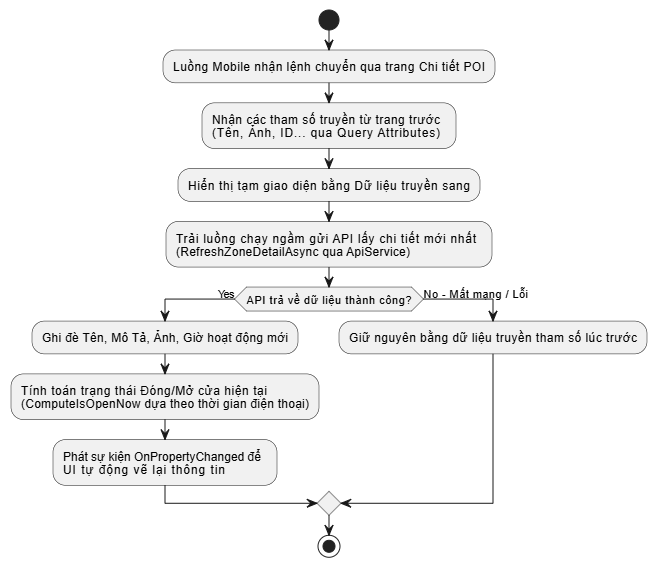 Luồng Mobile nhận lệnh chuyển qua trang Chi tiết POI
Nhận các tham số truyền từ trang trước
(Tên, Ảnh, ID... qua Query Attributes)
Hiển thị tạm giao diện bằng Dữ liệu truyền sang
Trải luồng chạy ngầm gửi API lấy chi tiết mới nhất
(RefreshZoneDetailAsync qua ApiService)
API trả về dữ liệu thành công?
Yes
No - Mất mạng / Lỗi
Ghi đè Tên, Mô Tả, Ảnh, Giờ hoạt động mới
Giữ nguyên bằng dữ liệu truyền tham số lúc trước
Tính toán trạng thái Đóng/Mở cửa hiện tại
(ComputeIsOpenNow dựa theo thời gian điện thoại)
Phát sự kiện OnPropertyChanged để
UI tự động vẽ lại thông tin